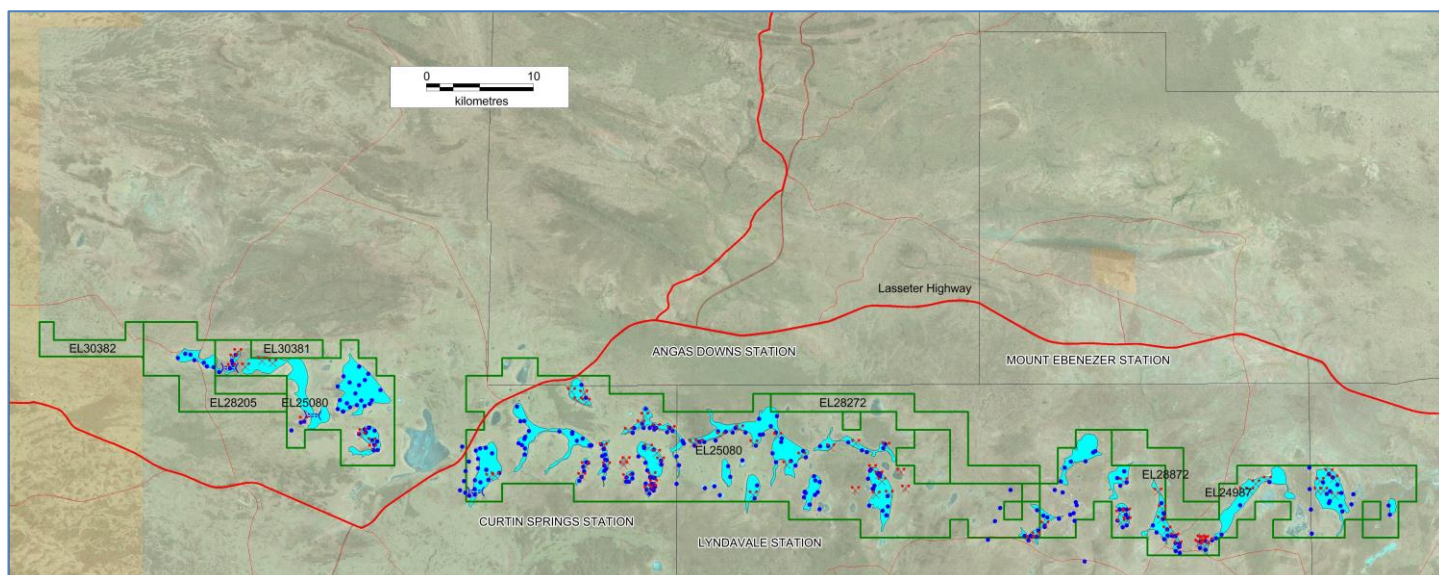 0 10
kilometres
Lasseter Highway
EL30382
EL30381
ANGAS DOWNS STATION
MOUNT EBENEZER STATION
EL28205
EL25080
EL28272
EL25080
EL28872
EL24987
CURTIN SPRINGS STATION
LYNDAVALE STATION